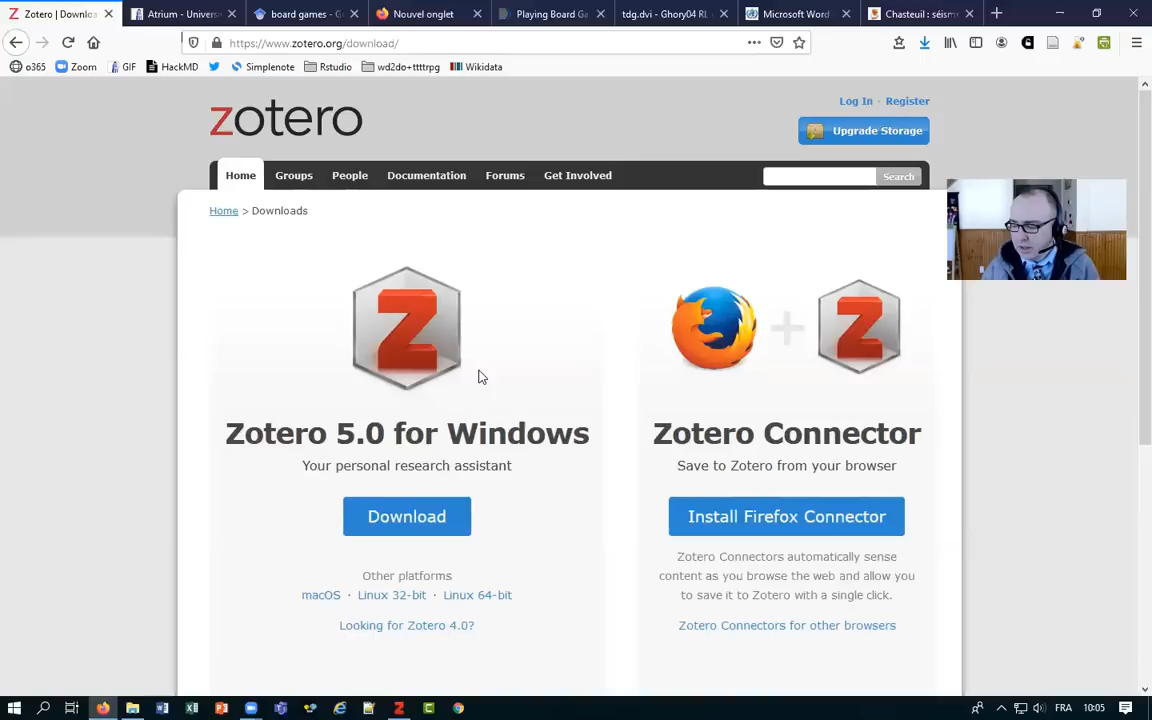 Zotero | Downloa
Atrium - Univers
board games - G
Nouvel onglet
Playing Board Ga
tdg.dvi - Ghory04 RL
Microsoft Word
Chasteuil : séism
https://www.zotero.org/download/
o365
Zoom
GIF
HackMD
Simplenote
Rstudio
wd2do+ttttrpg
Wikidata
zotero
Log In · Register
Upgrade Storage
Home
Groups
People
Documentation
Forums
Get Involved
Search
Home > Downloads
Zotero 5.0 for Windows
Your personal research assistant
Download
Other platforms
macOS · Linux 32-bit · Linux 64-bit
Looking for Zotero 4.0?
Zotero Connector
Save to Zotero from your browser
Install Firefox Connector
Zotero Connectors automatically sense
content as you browse the web and allow you
to save it to Zotero with a single click.
Zotero Connectors for other browsers
FRA
10:05